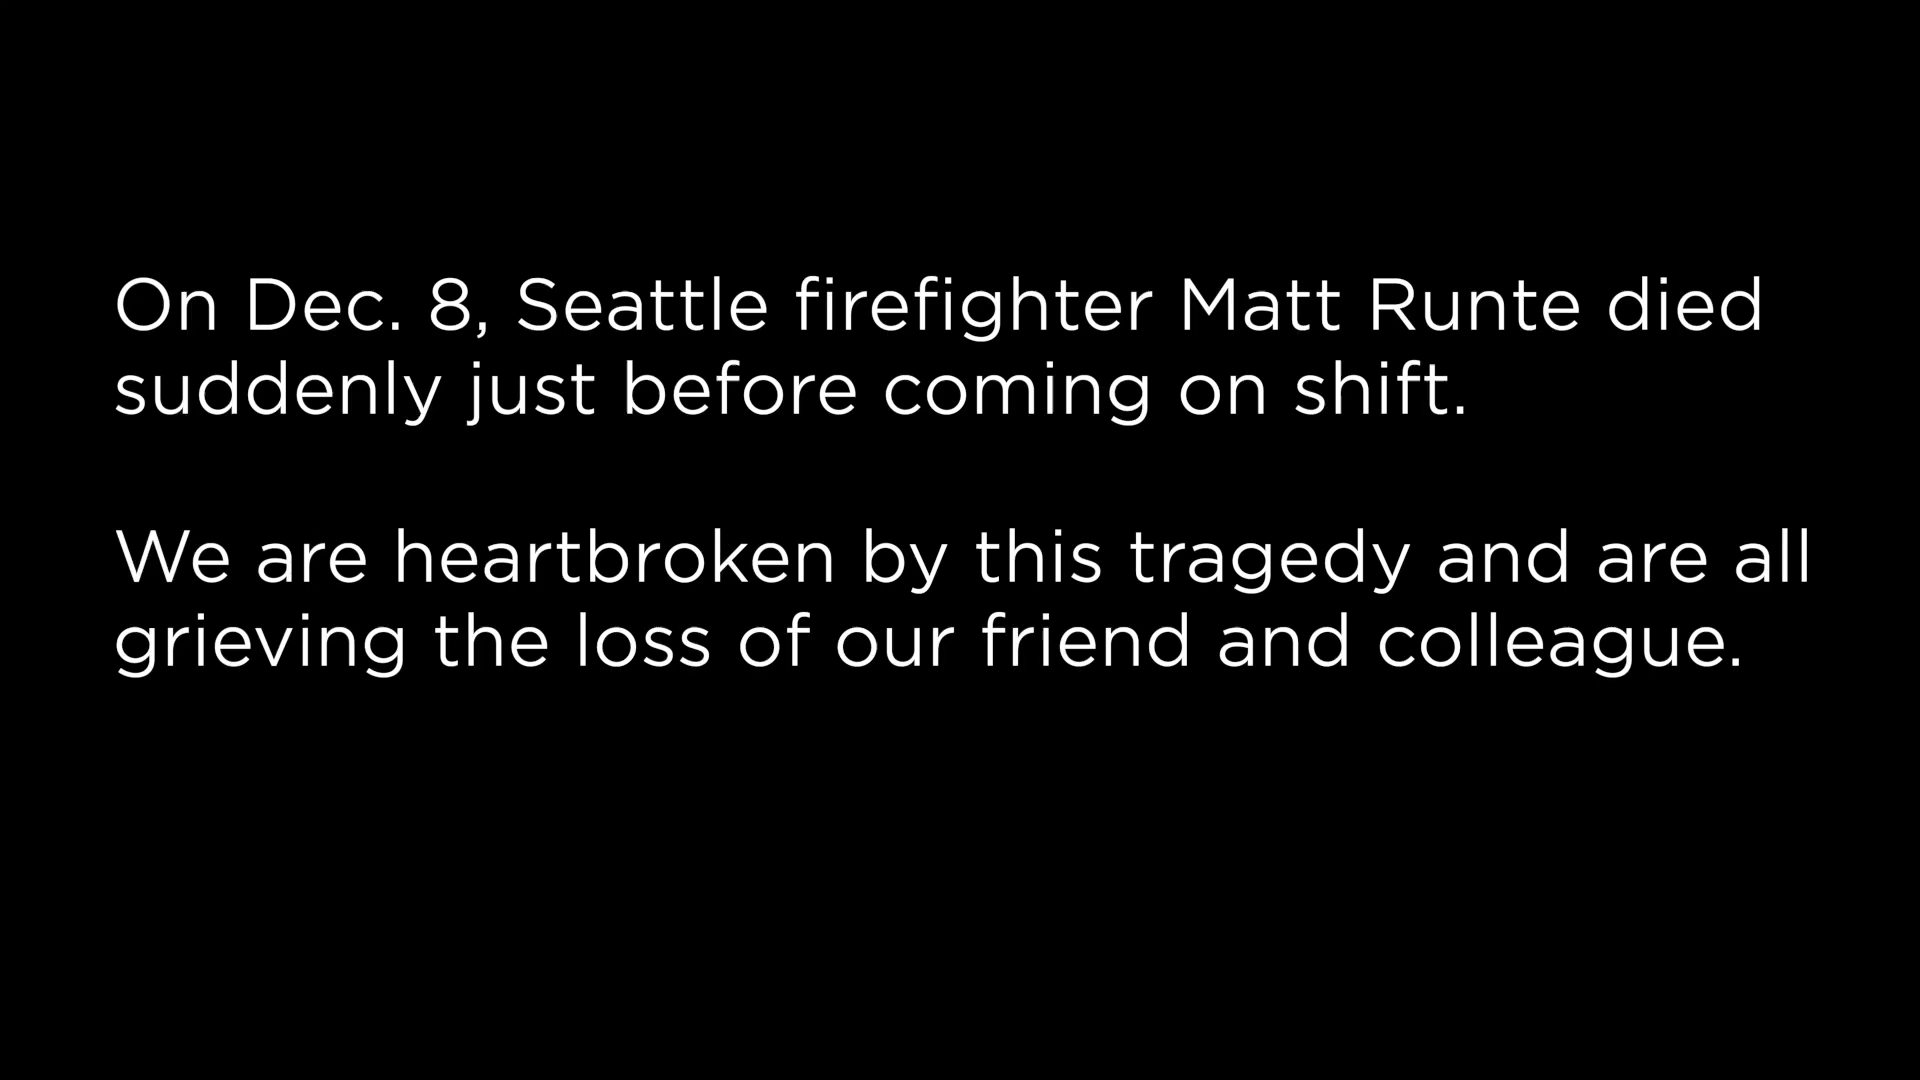 On Dec. 8, Seattle firefighter Matt Runte died
suddenly just before coming on shift.
We are heartbroken by this tragedy and are all
grieving the loss of our friend and colleague.